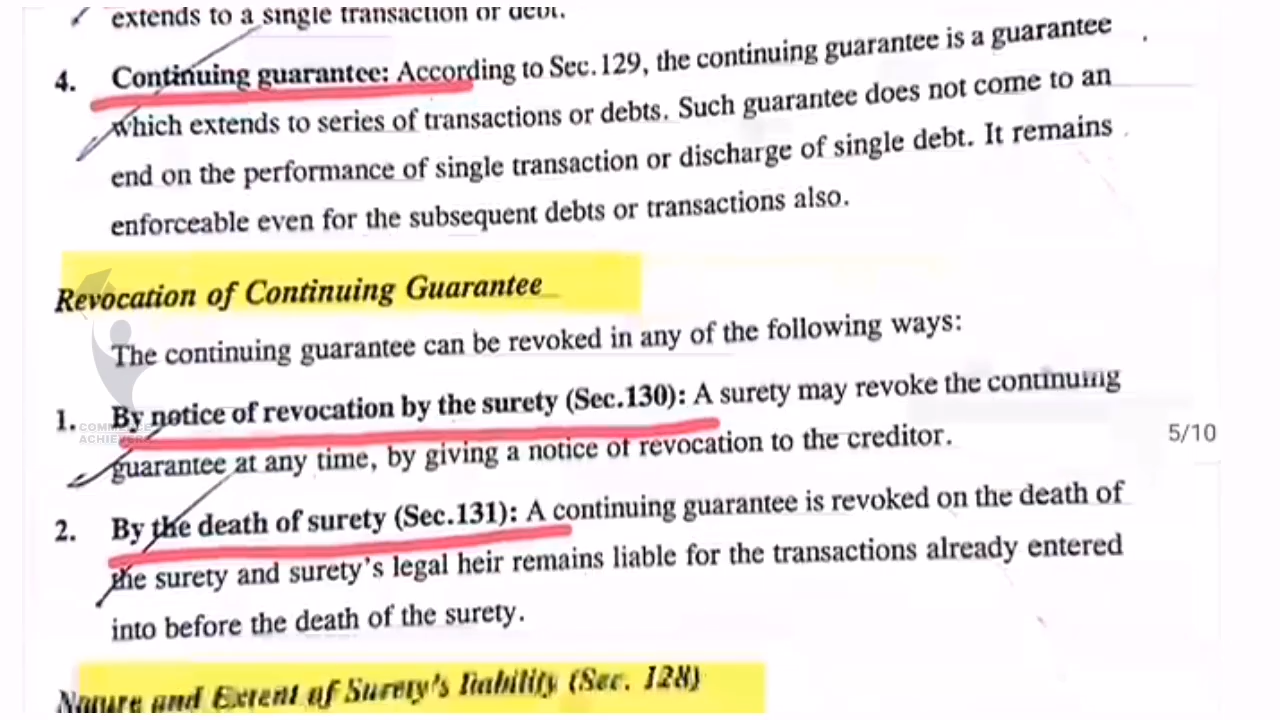 extends to a single transaction or debt.
4. Continuing guarantee: According to Sec.129, the continuing guarantee is a guarantee
which extends to series of transactions or debts. Such guarantee does not come to an
end on the performance of single transaction or discharge of single debt. It remains
enforceable even for the subsequent debts or transactions also.
Revocation of Continuing Guarantee
The continuing guarantee can be revoked in any of the following ways:
1. By notice of revocation by the surety (Sec.130): A surety may revoke the continuing
COMMERCE
ACHIEVERS
guarantee at any time, by giving a notice of revocation to the creditor.
5/10
2. By the death of surety (Sec.131): A continuing guarantee is revoked on the death of
the surety and surety's legal heir remains liable for the transactions already entered
into before the death of the surety.
Nature and Extent of Surety's liability (Sec. 128)